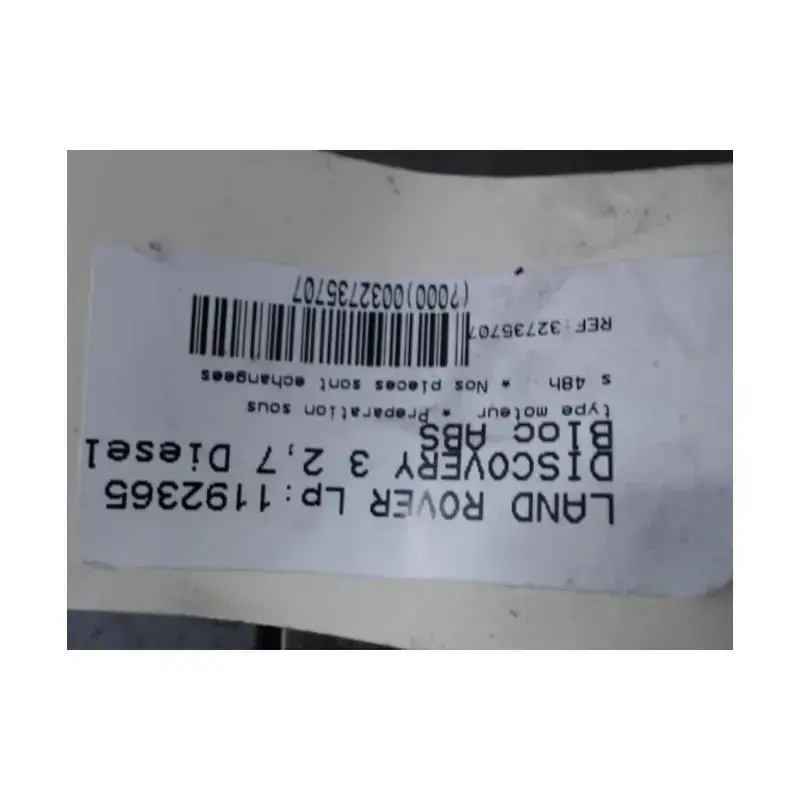 LAND ROVER Lp:1192365
DISCOVERY 3 2,7 Diesel
Bloc ABS
type moteur * Preparation sous
s 48h * Nos pieces sont echangees
REF:32735707
(7000)0032735707